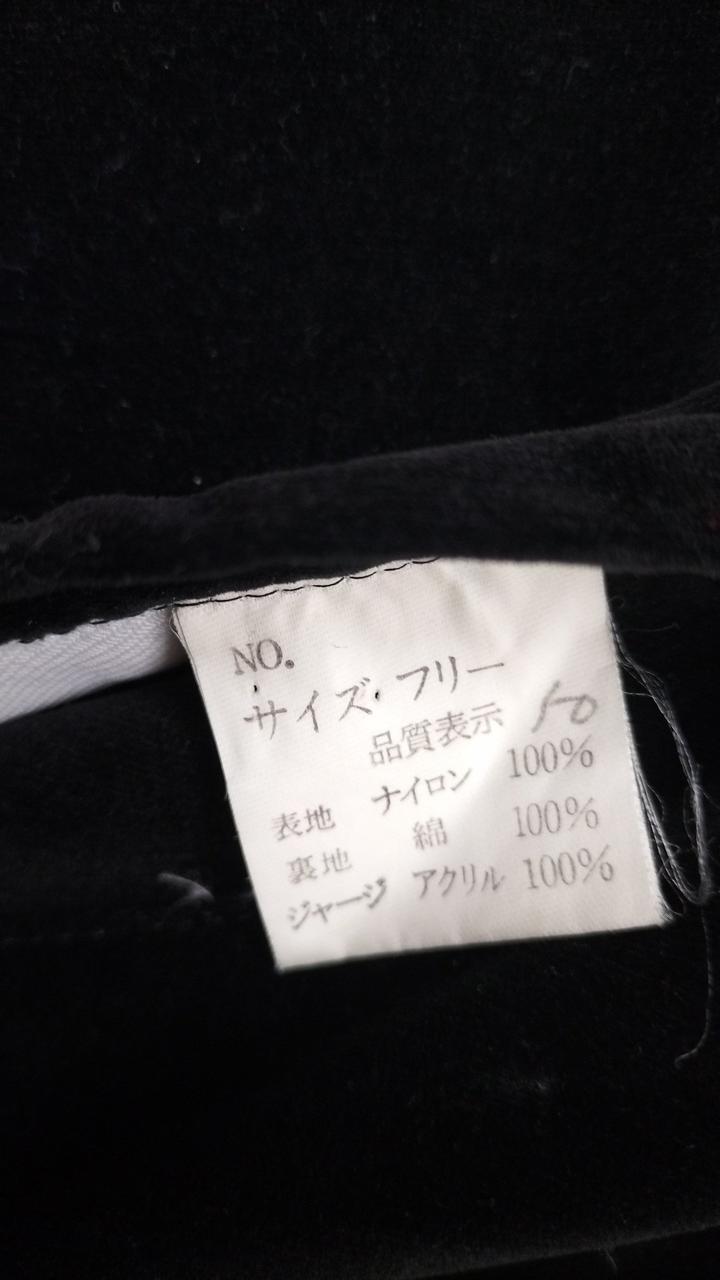 NO.
サイズ・フリー
品質表示
表地 ナイロン 100%
裏地 綿 100%
ジャージ アクリル 100%